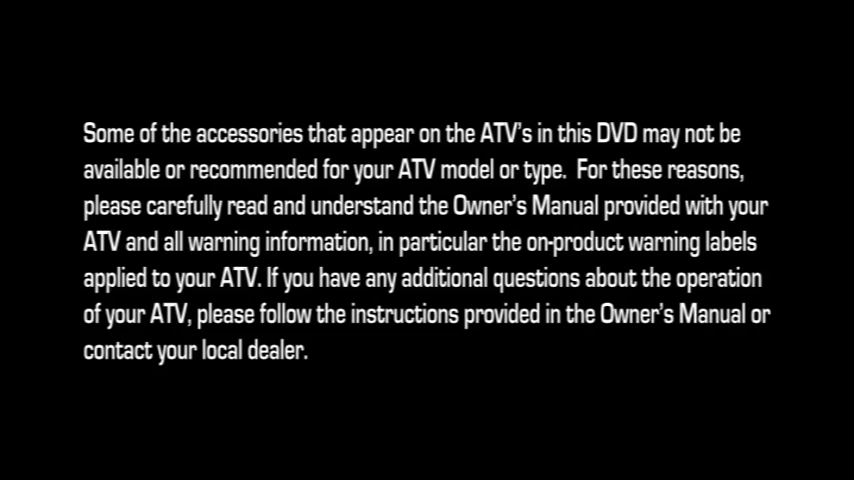 Some of the accessories that appear on the ATV's in this DVD may not be
available or recommended for your ATV model or type.  For these reasons,
please carefully read and understand the Owner's Manual provided with your
ATV and all warning information, in particular the on-product warning labels
applied to your ATV. If you have any additional questions about the operation
of your ATV, please follow the instructions provided in the Owner's Manual or
contact your local dealer.